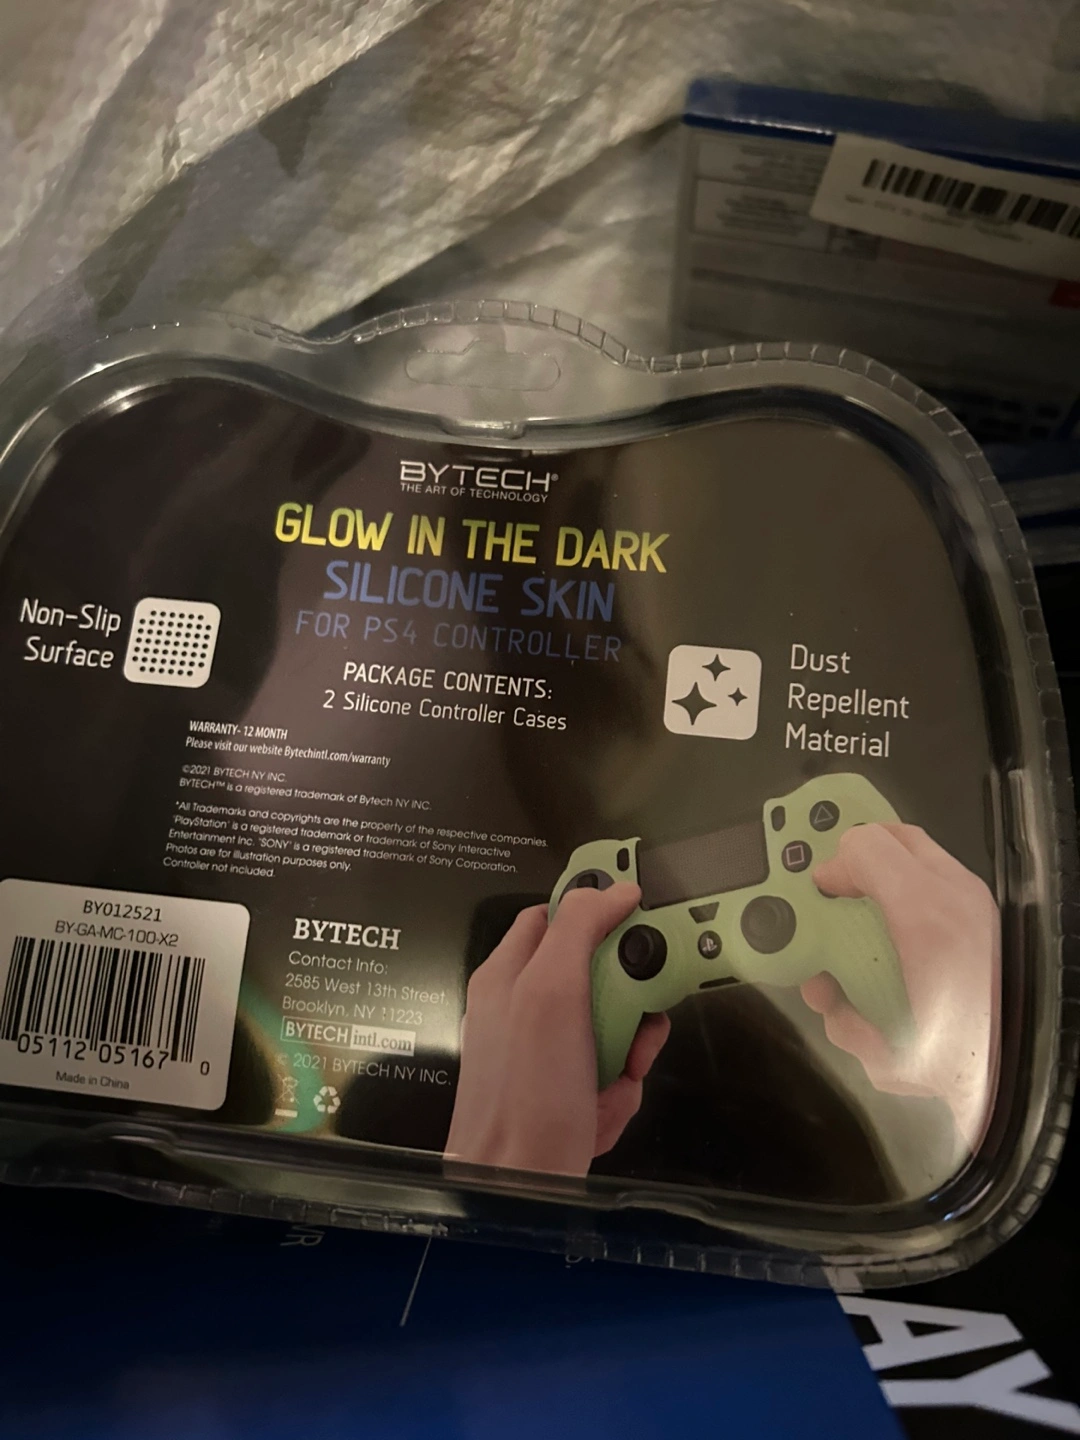 BYTECH®
THE ART OF TECHNOLOGY
GLOW IN THE DARK
SILICONE SKIN
FOR PS4 CONTROLLER
Non-Slip
Surface
PACKAGE CONTENTS:
2 Silicone Controller Cases
Dust
Repellent
Material
WARRANTY- 12 MONTH
Please visit our website Bytechintl.com/warranty
©2021 BYTECH NY INC.
BYTECH™ is a registered trademark of Bytech NY INC.
*All Trademarks and copyrights are the property of the respective companies.
'PlayStation' is a registered trademark or trademark of Sony Interactive
Entertainment Inc. 'SONY' is a registered trademark of Sony Corporation.
Photos are for illustration purposes only.
Controller not included.
BY012521
BY-GA-MC-100-X2
05112 05167 0
Made in China
BYTECH
Contact Info:
2585 West 13th Street,
Brooklyn, NY 11223
BYTECH intl.com
© 2021 BYTECH NY INC.
VR
AY